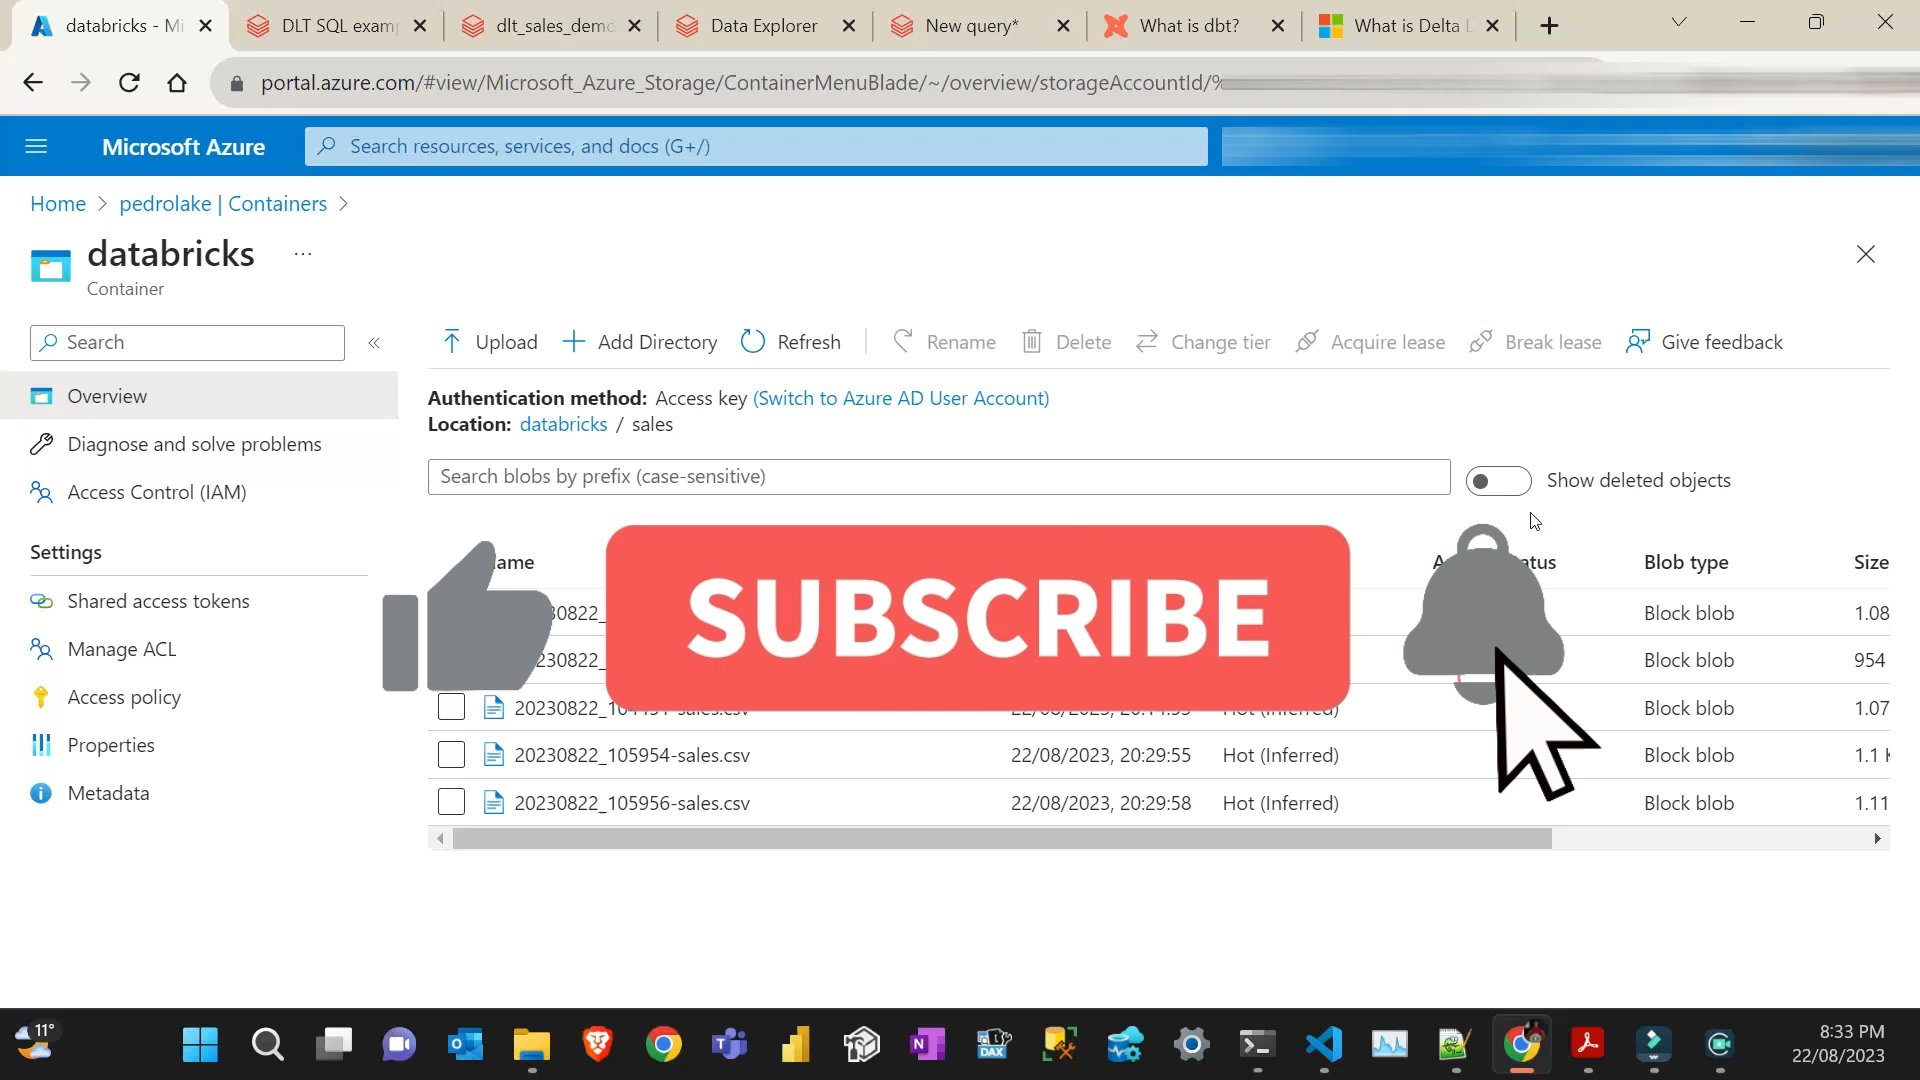 databricks - Mi
DLT SQL exam
dlt_sales_demo
Data Explorer
New query*
What is dbt?
What is Delta L
portal.azure.com/#view/Microsoft_Azure_Storage/ContainerMenuBlade/~/overview/storageAccountId/%
Microsoft Azure
Search resources, services, and docs (G+/)
Home > pedrolake | Containers >
databricks
...
Container
Search
«
Upload
Add Directory
Refresh
Rename
Delete
Change tier
Acquire lease
Break lease
Give feedback
Overview
Diagnose and solve problems
Access Control (IAM)
Settings
Shared access tokens
Manage ACL
Access policy
Properties
Metadata
Authentication method: Access key (Switch to Azure AD User Account)
Location: databricks / sales
Search blobs by prefix (case-sensitive)
Show deleted objects
ame
A
atus
Blob type
Size
SUBSCRIBE
30822_
Block blob
1.08
230822_
Block blob
954
Block blob
1.07
20230822_105954-sales.csv
22/08/2023, 20:29:55
Hot (Inferred)
Block blob
1.1 K
20230822_105956-sales.csv
22/08/2023, 20:29:58
Hot (Inferred)
Block blob
1.11
11°
DAX
8:33 PM
22/08/2023